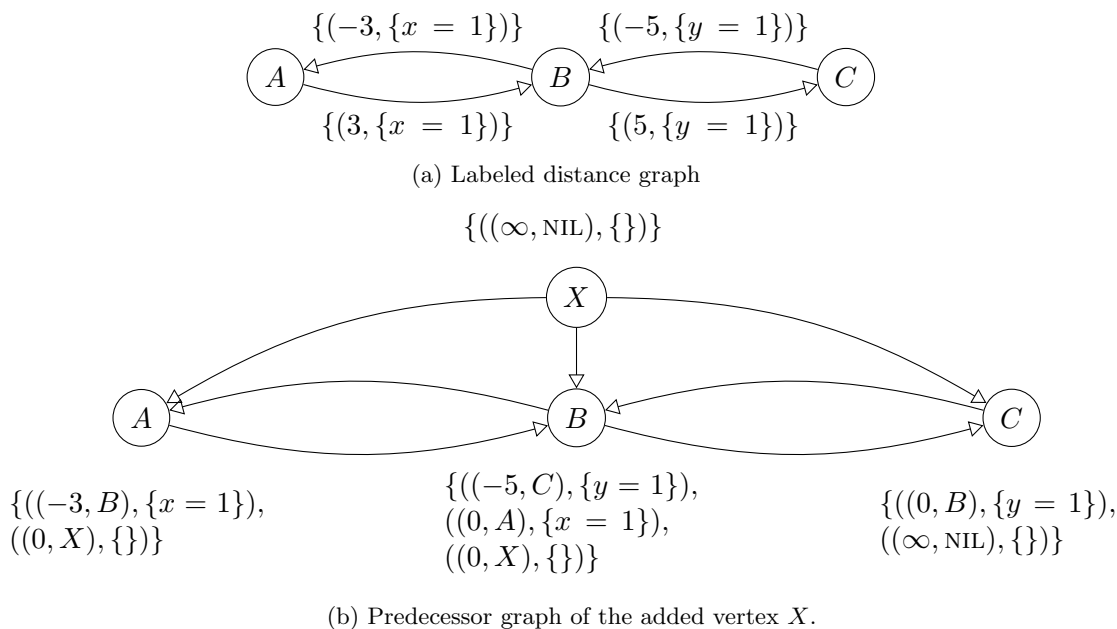 {(−3, {x = 1})} {(−5, {y = 1})}
A B C
{(3, {x = 1})} {(5, {y = 1})}
(a) Labeled distance graph
{((∞, NIL), {})}
X
A B C
{((−3, B), {x = 1}),
((0, X), {})}
{((−5, C), {y = 1}),
((0, A), {x = 1}),
((0, X), {})}
{((0, B), {y = 1}),
((∞, NIL), {})}
(b) Predecessor graph of the added vertex X.